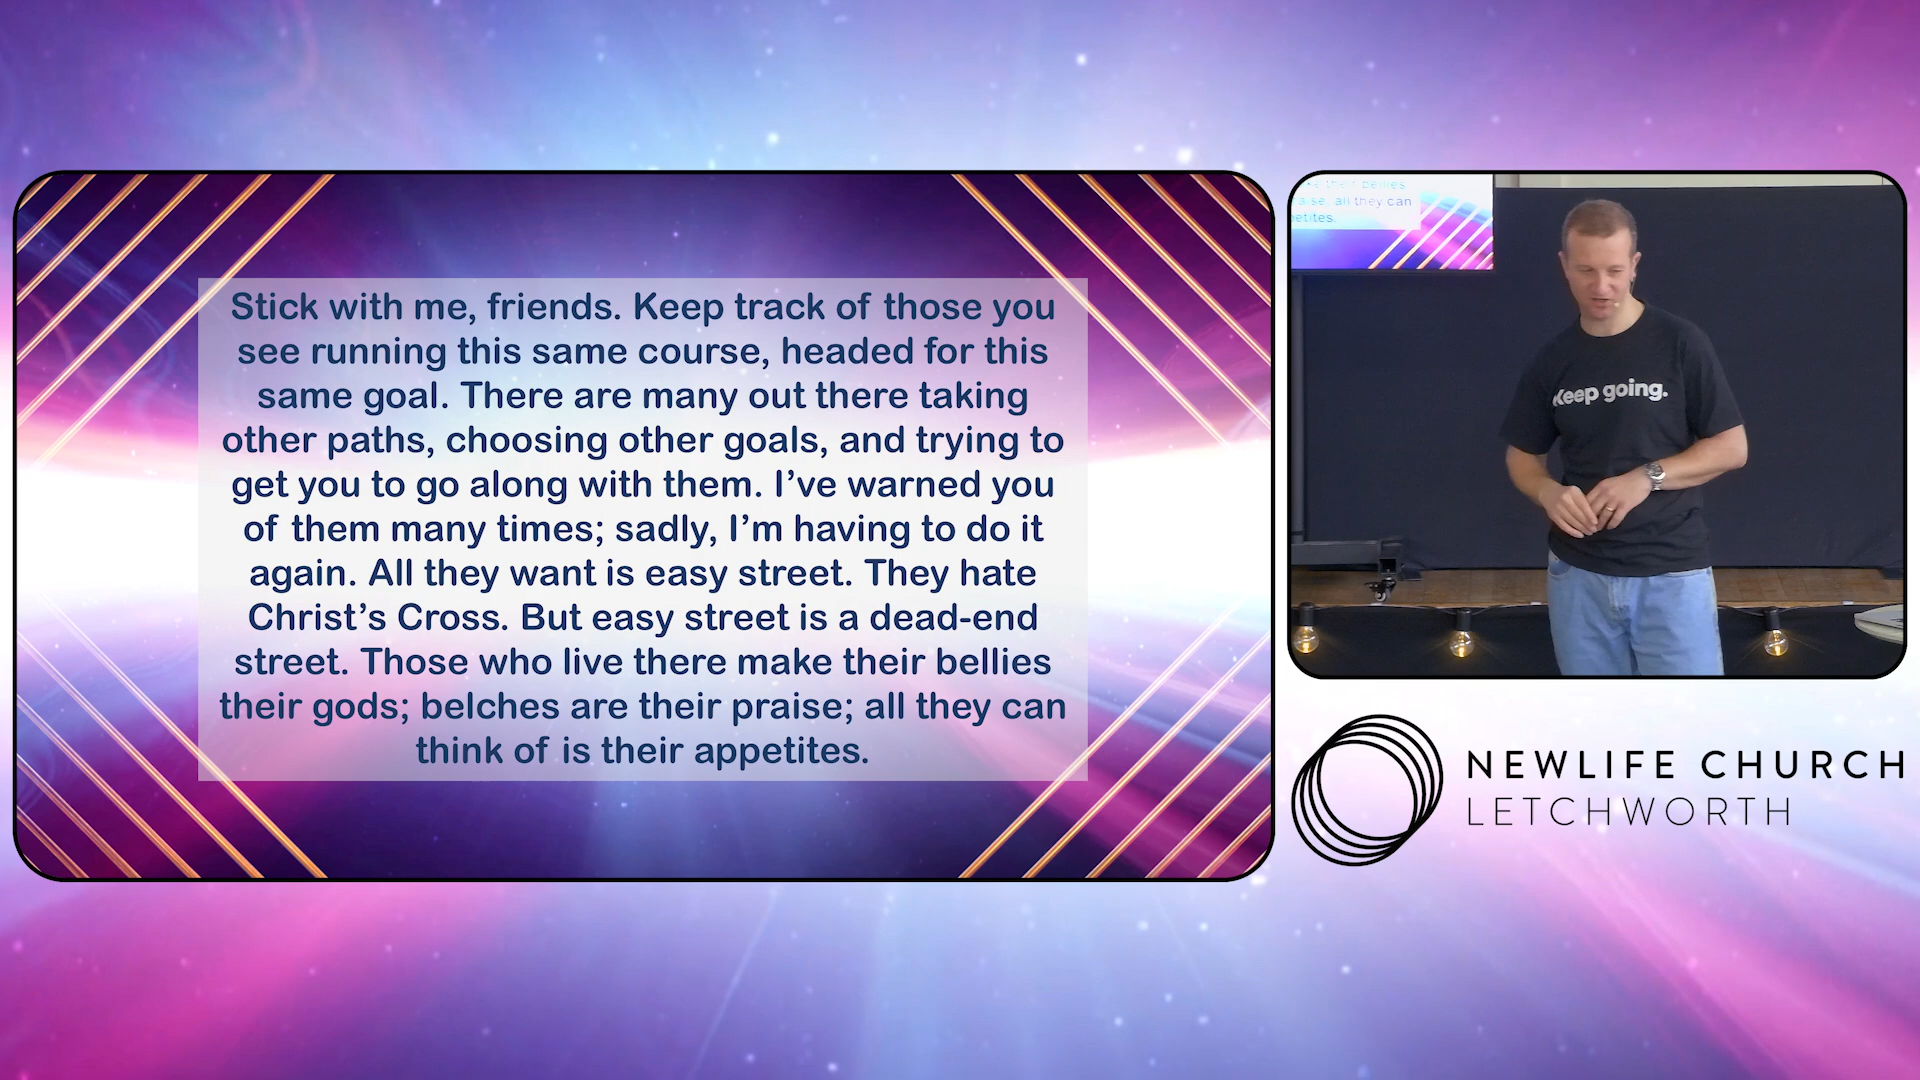 Stick with me, friends. Keep track of those you
see running this same course, headed for this
same goal. There are many out there taking
other paths, choosing other goals, and trying to
get you to go along with them. I’ve warned you
of them many times; sadly, I’m having to do it
again. All they want is easy street. They hate
Christ’s Cross. But easy street is a dead-end
street. Those who live there make their bellies
their gods; belches are their praise; all they can
think of is their appetites.
their bellies
all they can
Keep going.
NEWLIFE CHURCH
LETCHWORTH